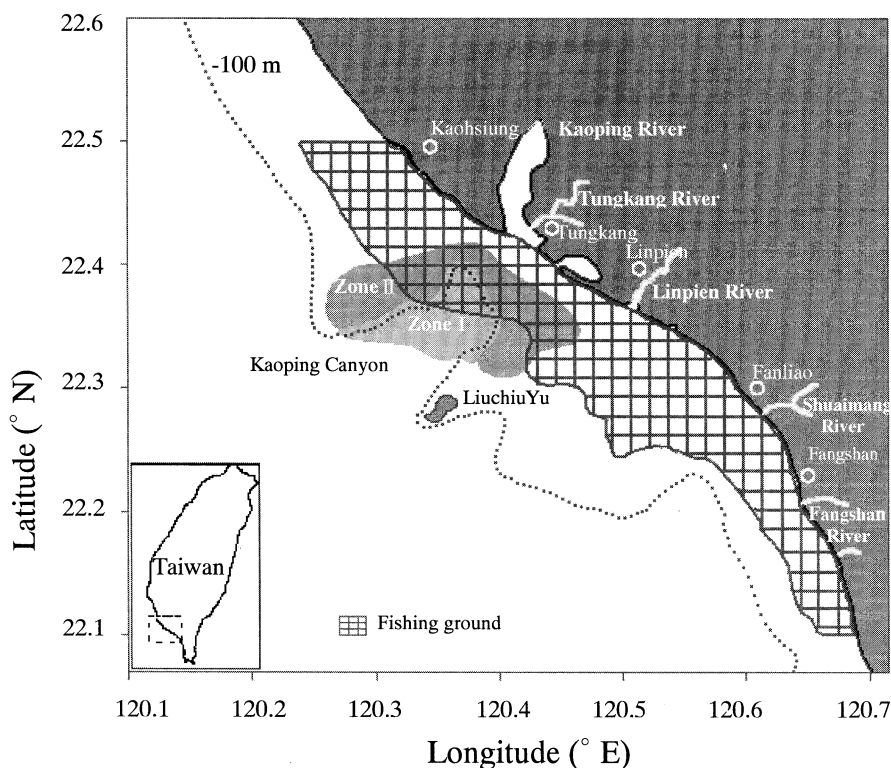 22.6
-100 m
22.5
Kaohsiung
Kaoping River
Tungkang River
Tungkang
22.4
Linpien
Zone II
Linpien River
Zone I
Kaoping Canyon
22.3
Fanliao
LiuchiuYu
Shuaimang
River
Fangshan
22.2
Fangshan
River
Taiwan
22.1
Fishing ground
Latitude (° N)
120.1
120.2
120.3
120.4
120.5
120.6
120.7
Longitude (° E)